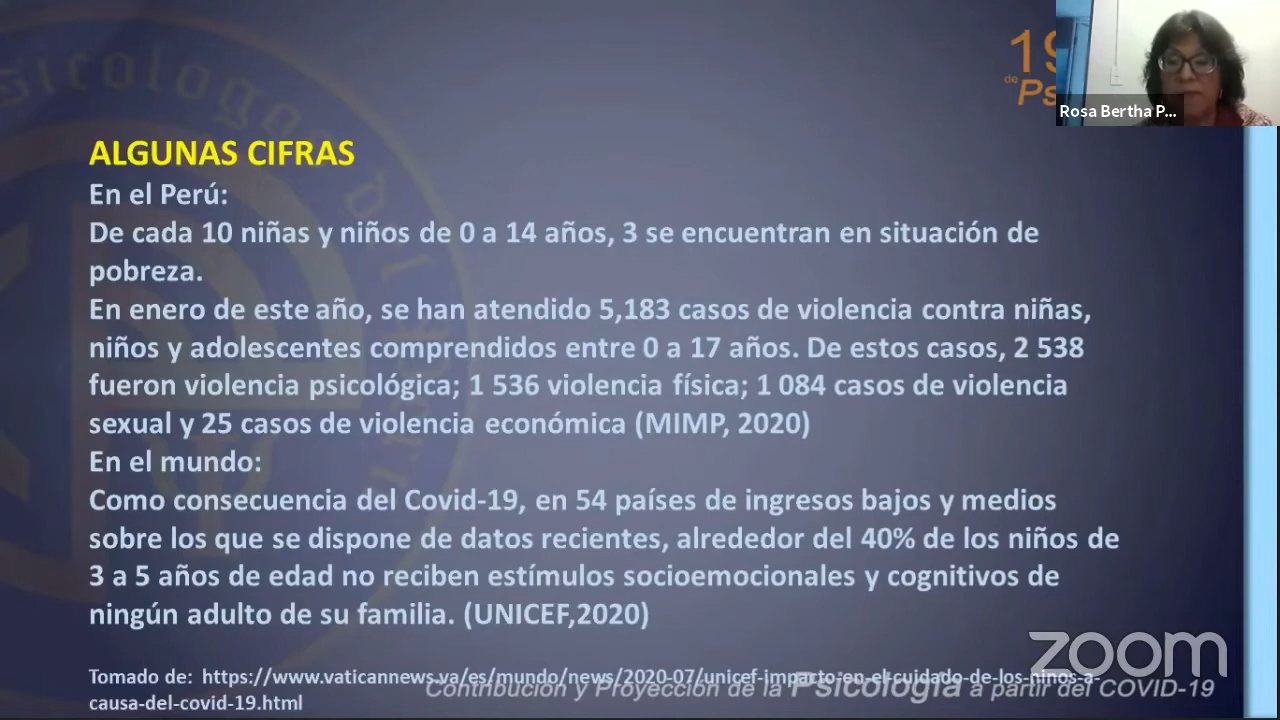 Psicologos del
19
de
Ps
Rosa Bertha P...
ALGUNAS CIFRAS
En el Perú:
De cada 10 niñas y niños de 0 a 14 años, 3 se encuentran en situación de
pobreza.
En enero de este año, se han atendido 5,183 casos de violencia contra niñas,
niños y adolescentes comprendidos entre 0 a 17 años. De estos casos, 2 538
fueron violencia psicológica; 1 536 violencia física; 1 084 casos de violencia
sexual y 25 casos de violencia económica (MIMP, 2020)
En el mundo:
Como consecuencia del Covid-19, en 54 países de ingresos bajos y medios
sobre los que se dispone de datos recientes, alrededor del 40% de los niños de
3 a 5 años de edad no reciben estímulos socioemocionales y cognitivos de
ningún adulto de su familia. (UNICEF,2020)
zoom
Tomado de: https://www.vaticannews.va/es/mundo/news/2020-07/unicef-impacto-en-el-cuidado-de-los-ninos-a-
causa-del-covid-19.html
Contribución y Proyección de la Psicología a partir del COVID-19